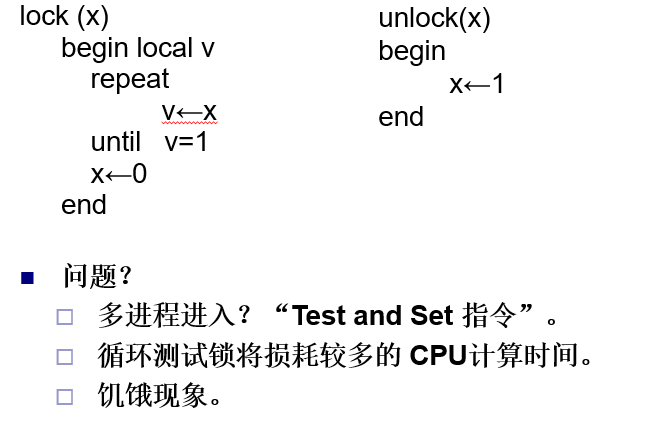 lock (x)
begin local v
repeat
v←x
until v=1
x←0
end
unlock(x)
begin
x←1
end
问题？
多进程进入？“Test and Set 指令”。
循环测试锁将损耗较多的 CPU计算时间。
饥饿现象。